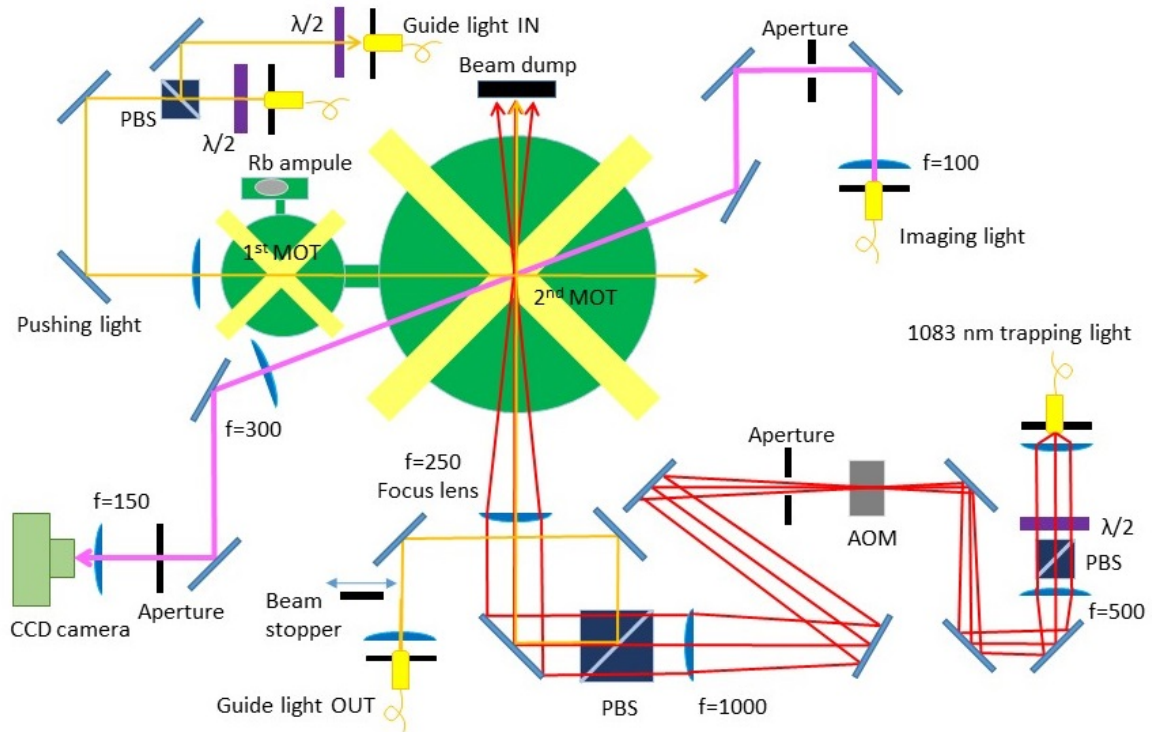 λ/2
Guide light IN
Beam dump
Aperture
PBS
λ/2
Rb ampule
f=100
1st MOT
Imaging light
2nd MOT
Pushing light
1083 nm trapping light
f=300
Aperture
f=250
Focus lens
f=150
AOM
λ/2
PBS
Beam
stopper
f=500
CCD camera
Aperture
Guide light OUT
PBS
f=1000